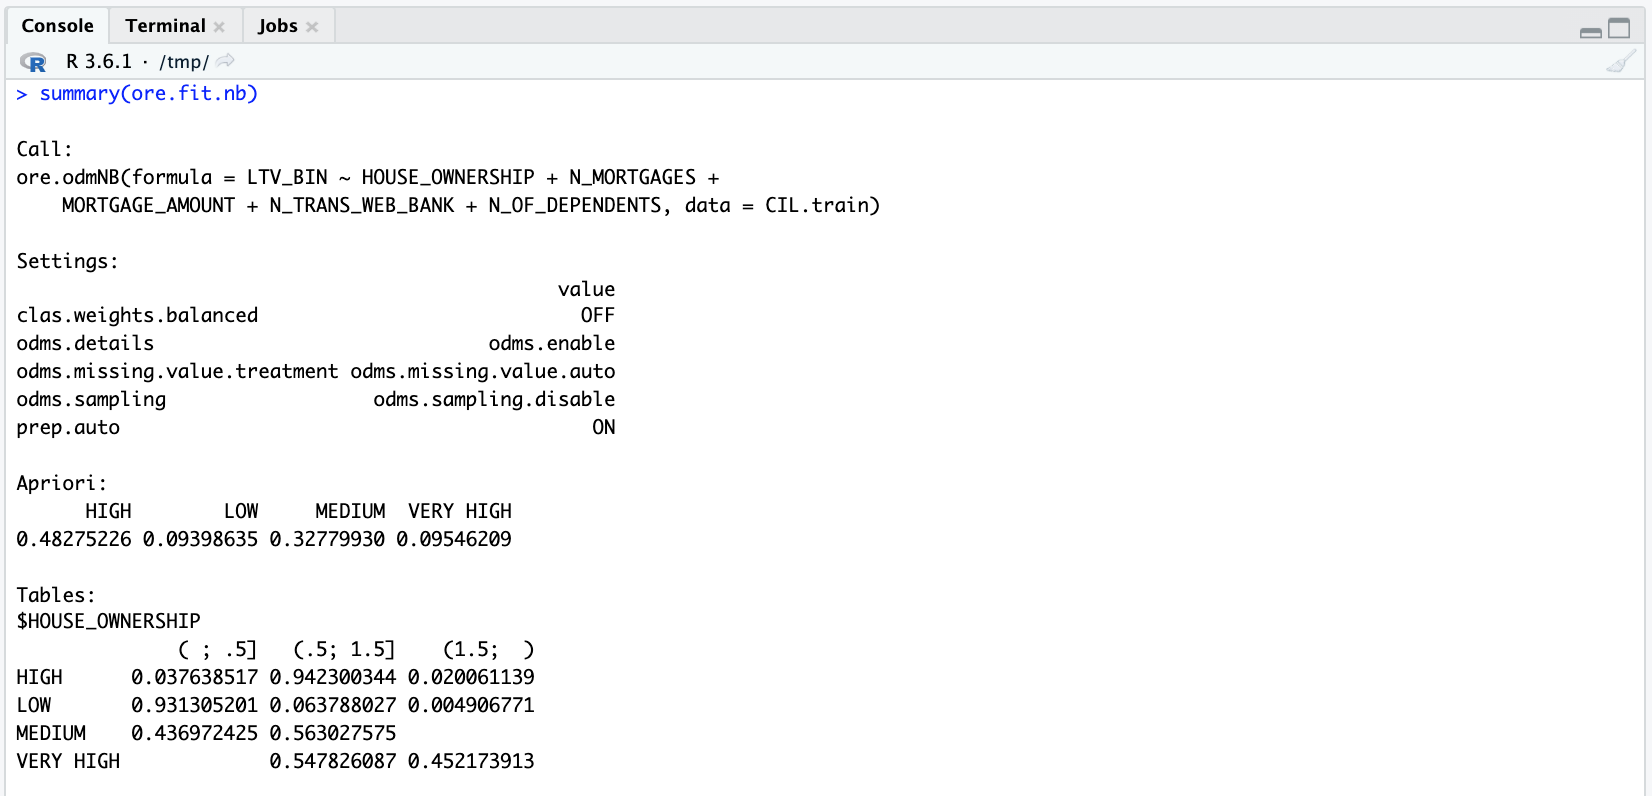 Console Terminal Jobs
R R 3.6.1 · /tmp/
> summary(ore.fit.nb)
Call:
ore.odmNB(formula = LTV_BIN ~ HOUSE_OWNERSHIP + N_MORTGAGES +
    MORTGAGE_AMOUNT + N_TRANS_WEB_BANK + N_OF_DEPENDENTS, data = CIL.train)
Settings:
                                               value
clas.weights.balanced                            OFF
odms.details                             odms.enable
odms.missing.value.treatment odms.missing.value.auto
odms.sampling                  odms.sampling.disable
prep.auto                                         ON
Apriori:
      HIGH        LOW     MEDIUM  VERY HIGH
0.48275226 0.09398635 0.32779930 0.09546209
Tables:
$HOUSE_OWNERSHIP
              ( ; .5]   (.5; 1.5]    (1.5;  )
HIGH      0.037638517 0.942300344 0.020061139
LOW       0.931305201 0.063788027 0.004906771
MEDIUM    0.436972425 0.563027575
VERY HIGH             0.547826087 0.452173913